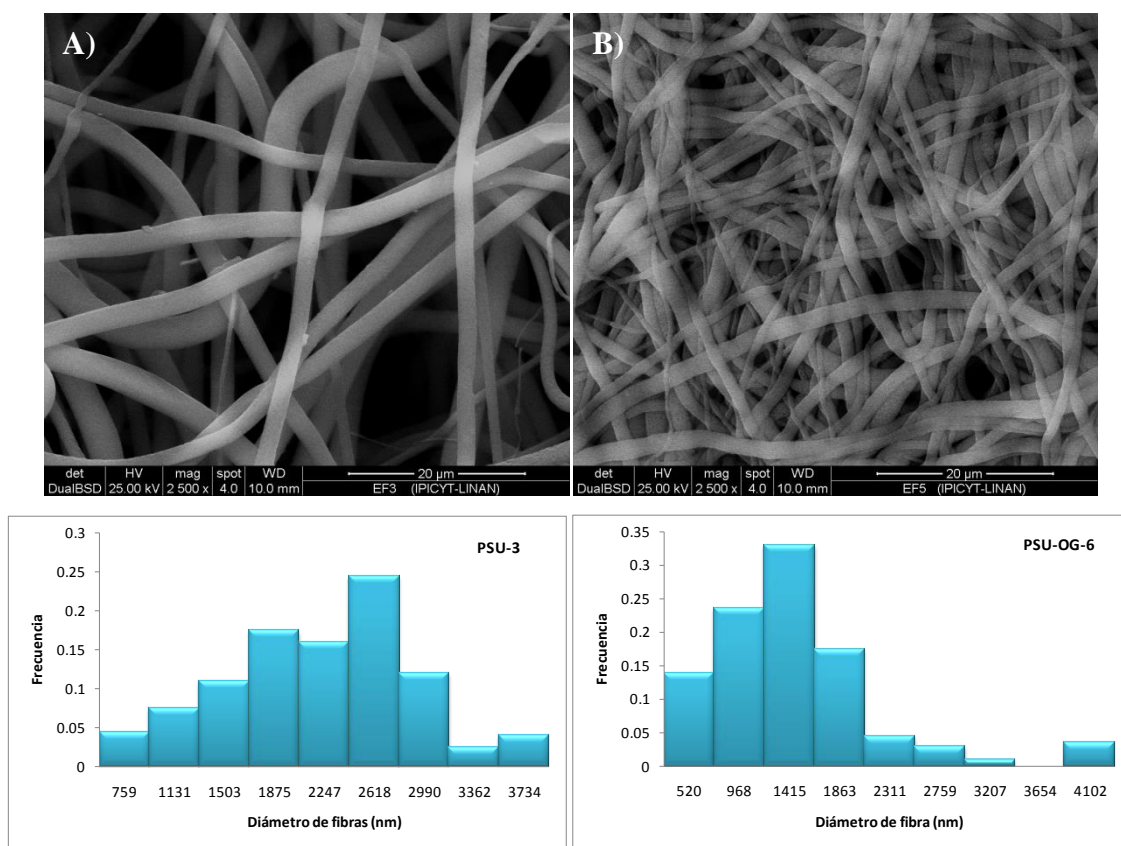 A)
B)
det HV mag spot WD 20 µm
DualBSD 25.00 kV 2 500 x 4.0 10.0 mm EF3 (IPICYT-LINAN)
det HV mag spot WD 20 µm
DualBSD 25.00 kV 2 500 x 4.0 10.0 mm EF5 (IPICYT-LINAN)
PSU-3
Frecuencia
0.3
0.25
0.2
0.15
0.1
0.05
0
759 1131 1503 1875 2247 2618 2990 3362 3734
Diámetro de fibras (nm)
PSU-OG-6
Frecuencia
0.35
0.3
0.25
0.2
0.15
0.1
0.05
0
520 968 1415 1863 2311 2759 3207 3654 4102
Diámetro de fibra (nm)